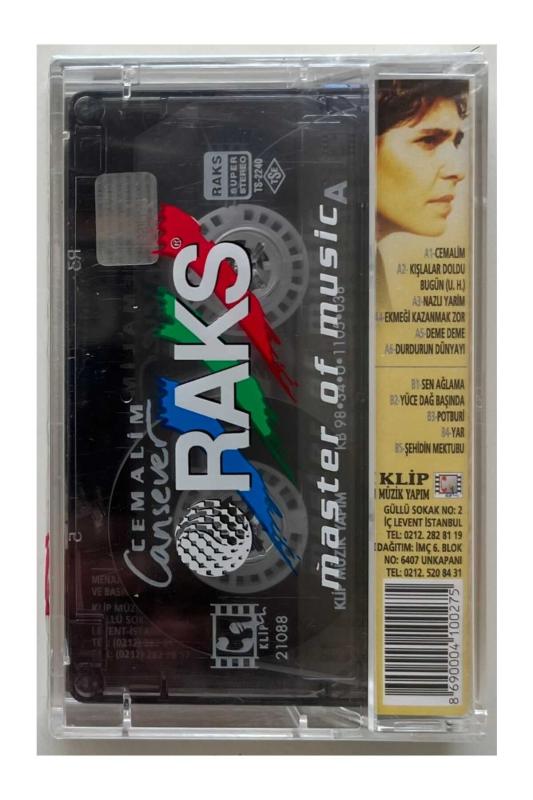 RAKS
SUPER
STEREO
TS-2240
TSE
A
CEMALİM
Cansever
RAKS®
master of music
KLİP MÜZİK YAPIM
KLİP
21088
A1-CEMALİM
A2- KIŞLALAR DOLDU
BUGÜN (U. H.)
A3-NAZLI YARİM
A4-EKMEĞİ KAZANMAK ZOR
A5-DEME DEME
A6-DURDURUN DÜNYAYI
B1-SEN AĞLAMA
B2-YÜCE DAĞ BAŞINDA
B3-POTBURİ
B4-YAR
B5-ŞEHİDİN MEKTUBU
KLİP
MÜZİK YAPIM
GÜLLÜ SOKAK NO: 2
İÇ LEVENT İSTANBUL
TEL: 0212. 282 81 19
DAĞITIM: İMÇ 6. BLOK
NO: 6407 UNKAPANI
TEL: 0212. 520 84 31
8 690004 100275